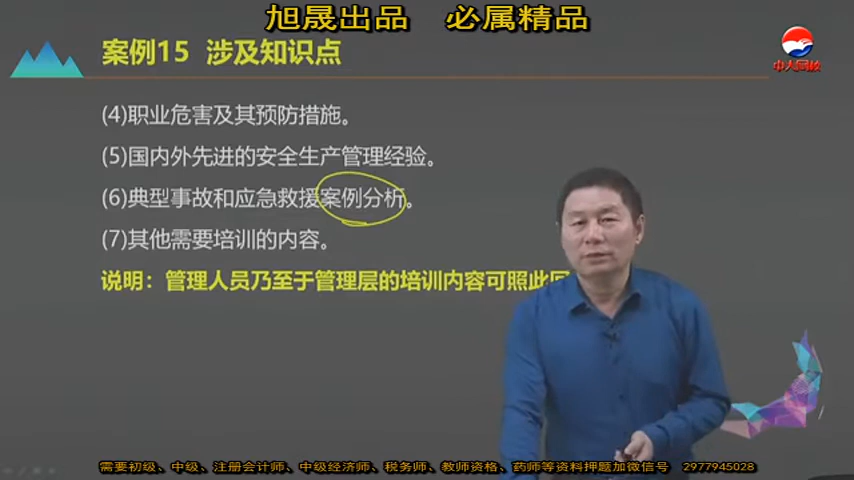 旭晟出品 必属精品
案例15 涉及知识点
中大网校
(4)职业危害及其预防措施。
(5)国内外先进的安全生产管理经验。
(6)典型事故和应急救援案例分析。
(7)其他需要培训的内容。
说明：管理人员乃至于管理层的培训内容可照此
需要初级、中级、注册会计师、中级经济师、税务师、教师资格、药师等资料押题加微信号 2977945028